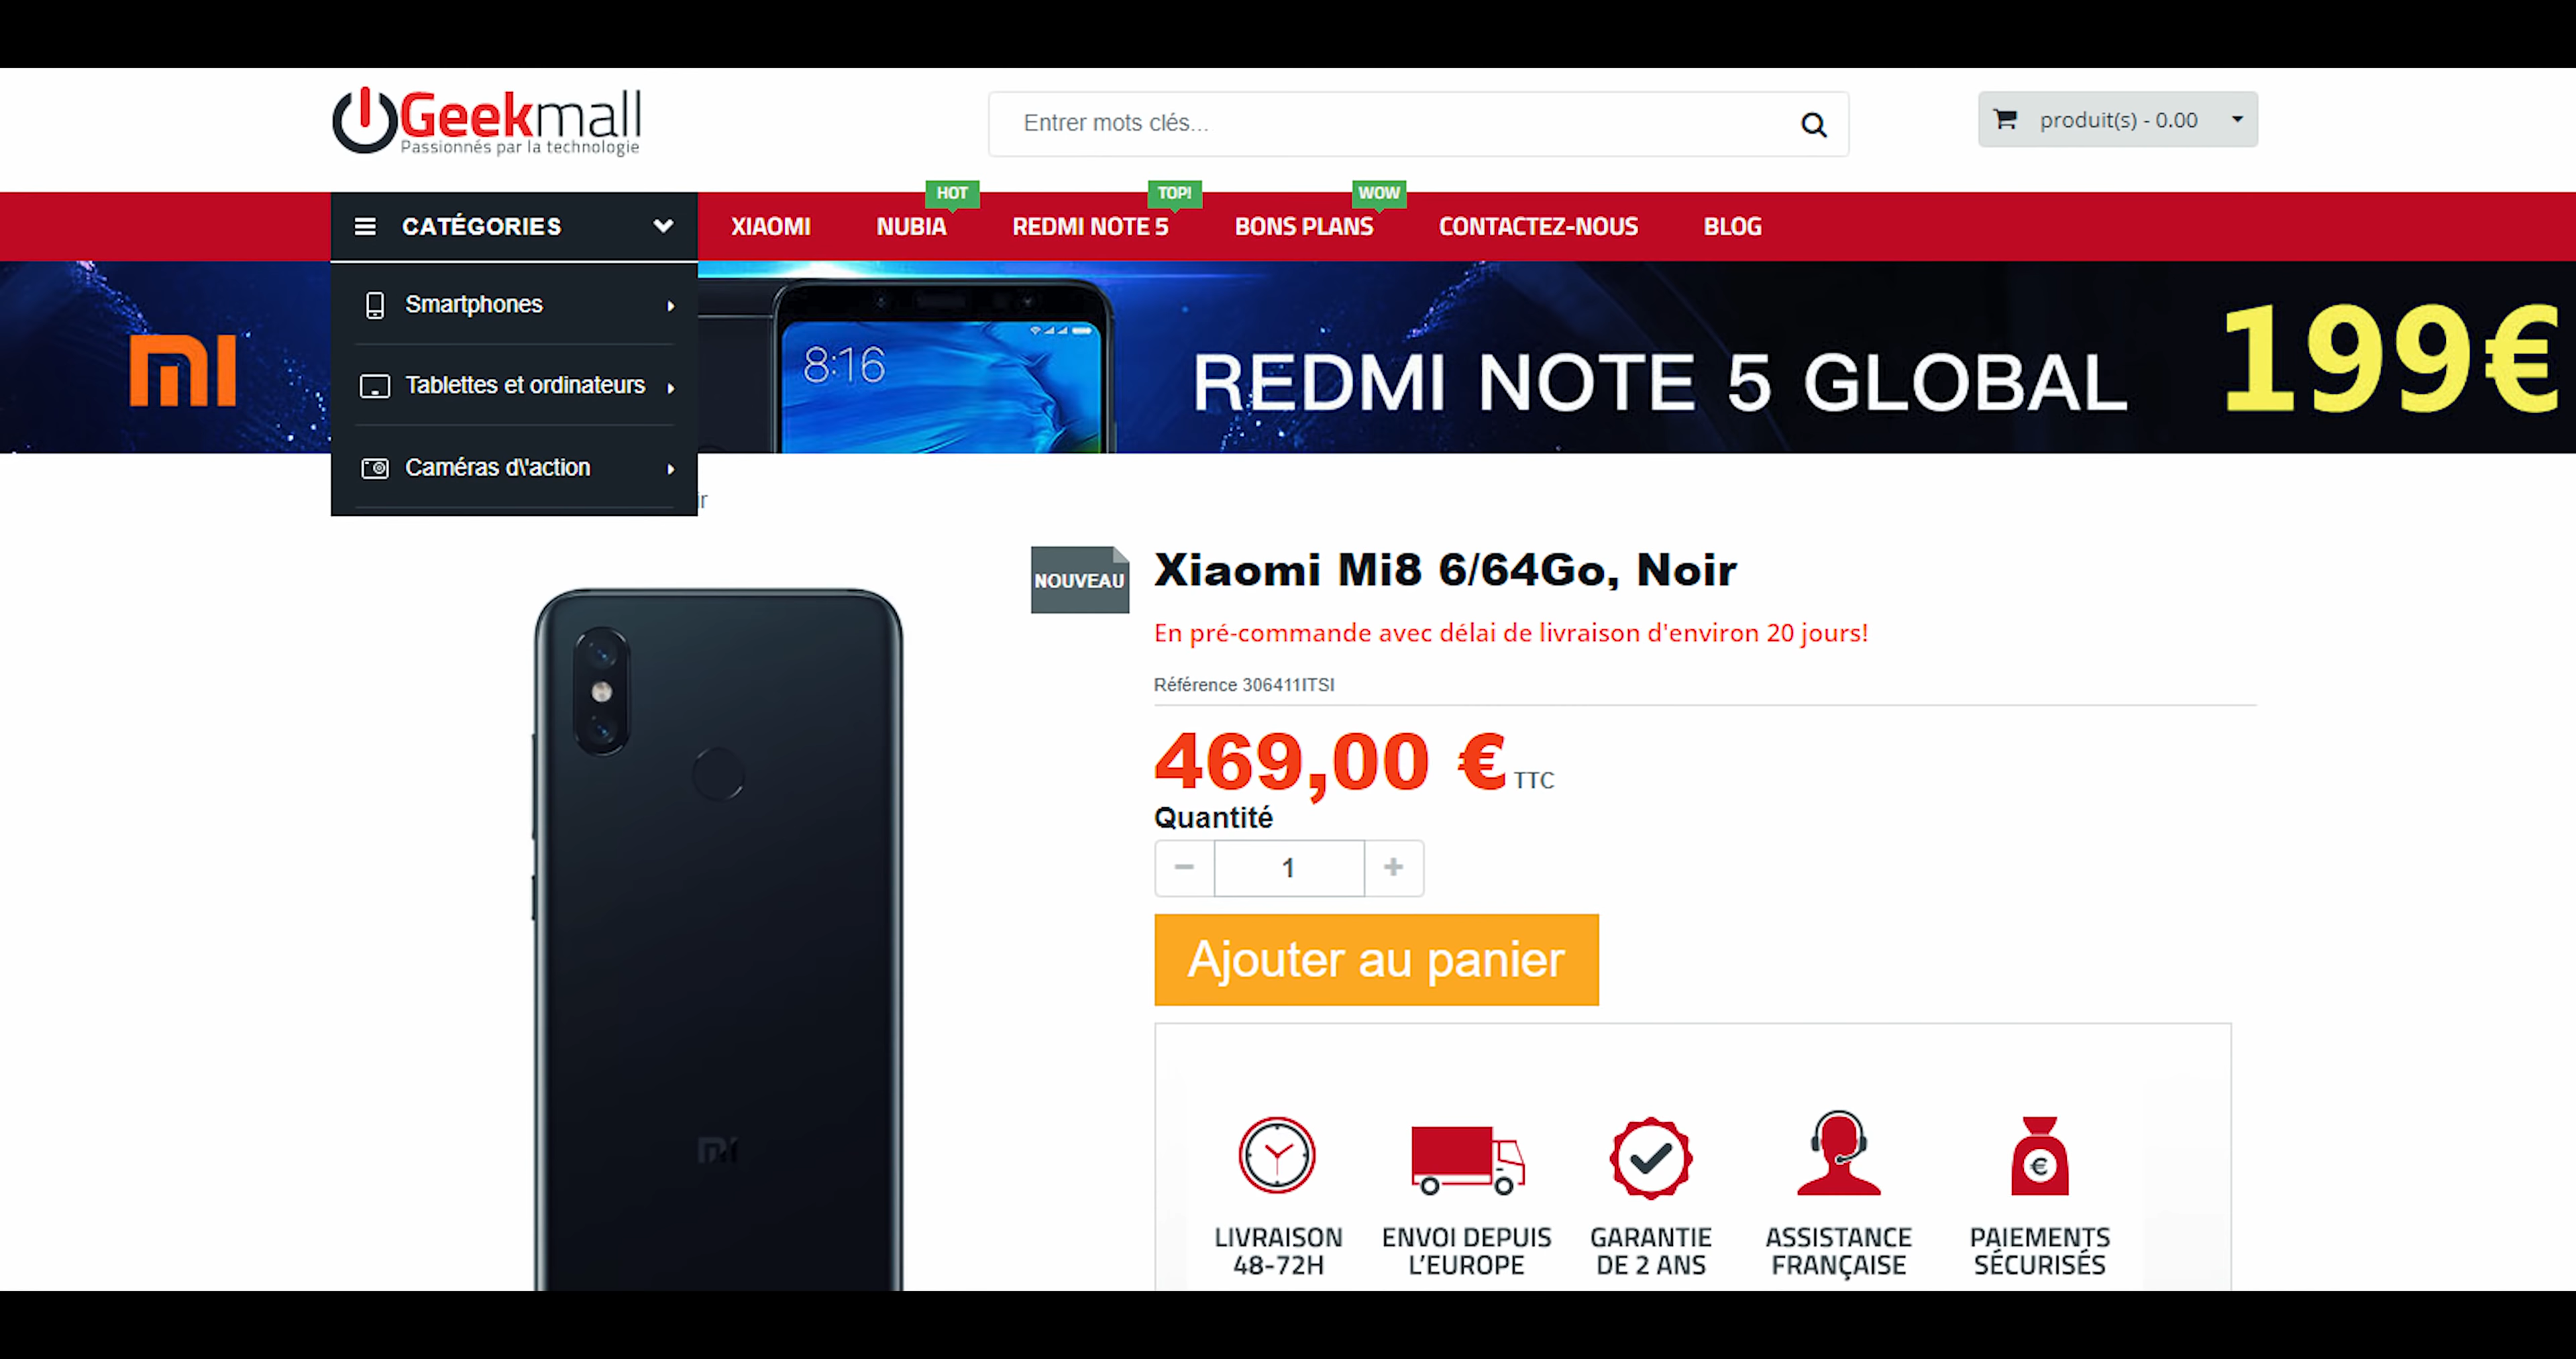 Geekmall
Passionnés par la technologie
Entrer mots clés...
produit(s) - 0.00
HOT
TOP!
WOW
CATÉGORIES
XIAOMI
NUBIA
REDMI NOTE 5
BONS PLANS
CONTACTEZ-NOUS
BLOG
Smartphones
Tablettes et ordinateurs
Caméras d\'action
MI
8:16
REDMI NOTE 5 GLOBAL
199€
ir
NOUVEAU
Xiaomi Mi8 6/64Go, Noir
En pré-commande avec délai de livraison d'environ 20 jours!
Référence 306411ITSI
469,00 € TTC
Quantité
1
Ajouter au panier
MI
LIVRAISON
48-72H
ENVOI DEPUIS
L'EUROPE
GARANTIE
DE 2 ANS
ASSISTANCE
FRANÇAISE
PAIEMENTS
SÉCURISÉS